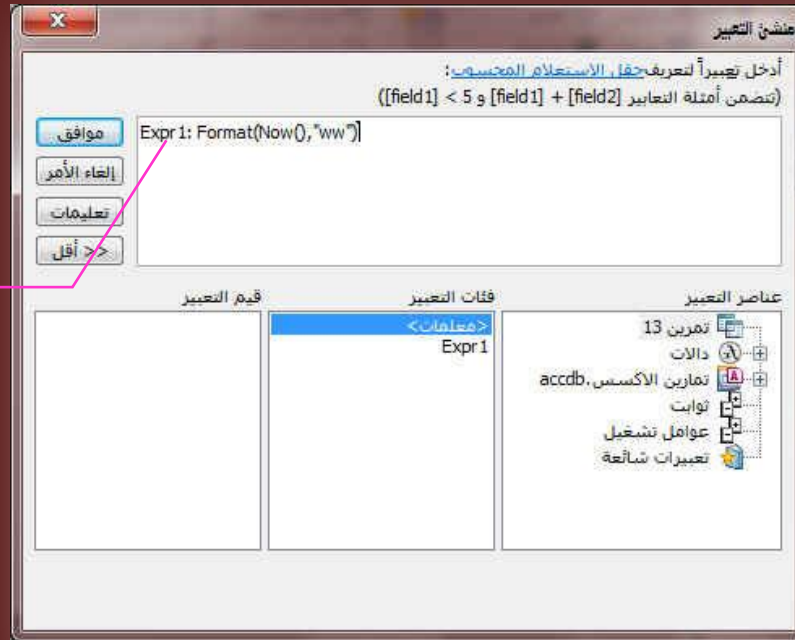 منشئ التعبير
أدخل تعبيراً لتعريف حقل الاستعلام المحسوب:
(تتضمن أمثلة التعابير [field1] + [field2] و [field1] < 5)
Expr1: Format(Now(),"ww")
موافق
إلغاء الأمر
تعليمات
<< أقل
عناصر التعبير
فئات التعبير
قيم التعبير
تمرين 13
دالات
تمارين الاكسس.accdb
ثوابت
عوامل تشغيل
تعبيرات شائعة
<معلمات>
Expr1